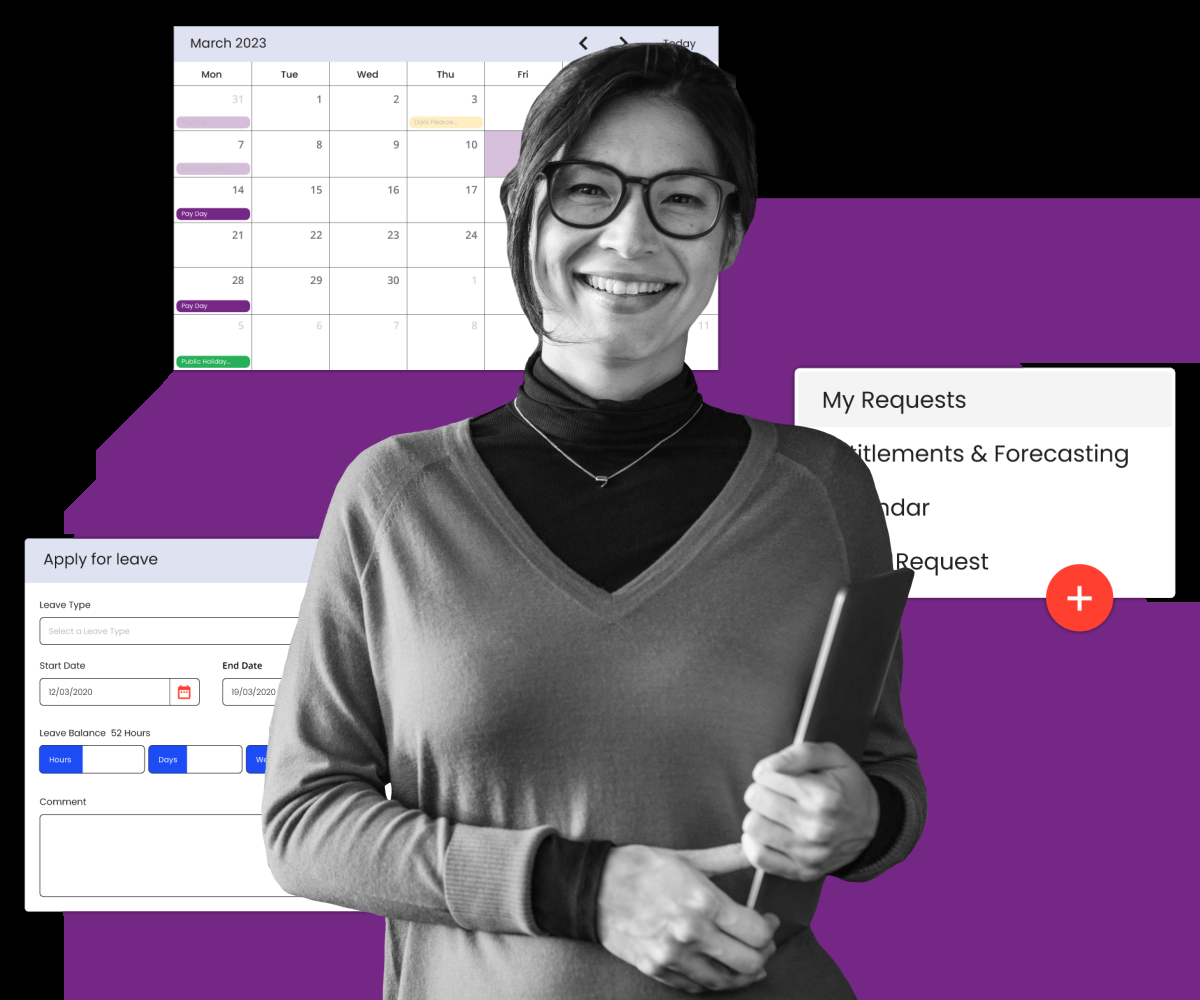 March 2023 Today
Mon Tue Wed Thu Fri
31 1 2 3
Dark Pearos...
7 8 9 10
14 15 16 17
Pay Day
21 22 23 24
28 29 30 1
Pay Day
5 6 7 8 11
Public Holiday...
My Requests
titlements & Forecasting
ndar
Request
Apply for leave
Leave Type
Select a Leave Type
Start Date End Date
12/03/2020 19/03/2020
Leave Balance 52 Hours
Hours Days We
Comment